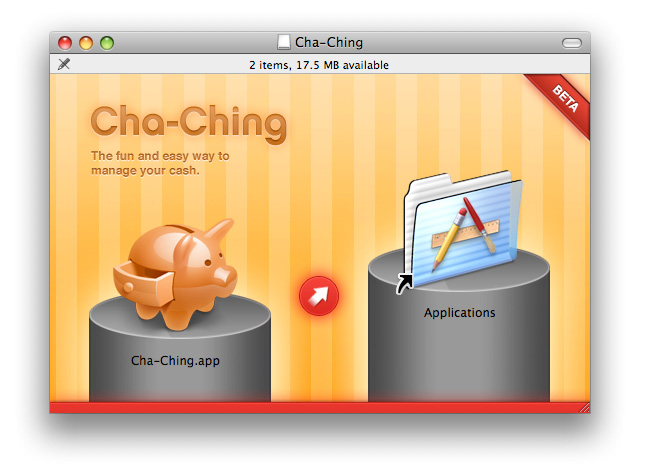 Cha-Ching
2 items, 17.5 MB available
BETA
Cha-Ching
The fun and easy way to
manage your cash.
Applications
Cha-Ching.app